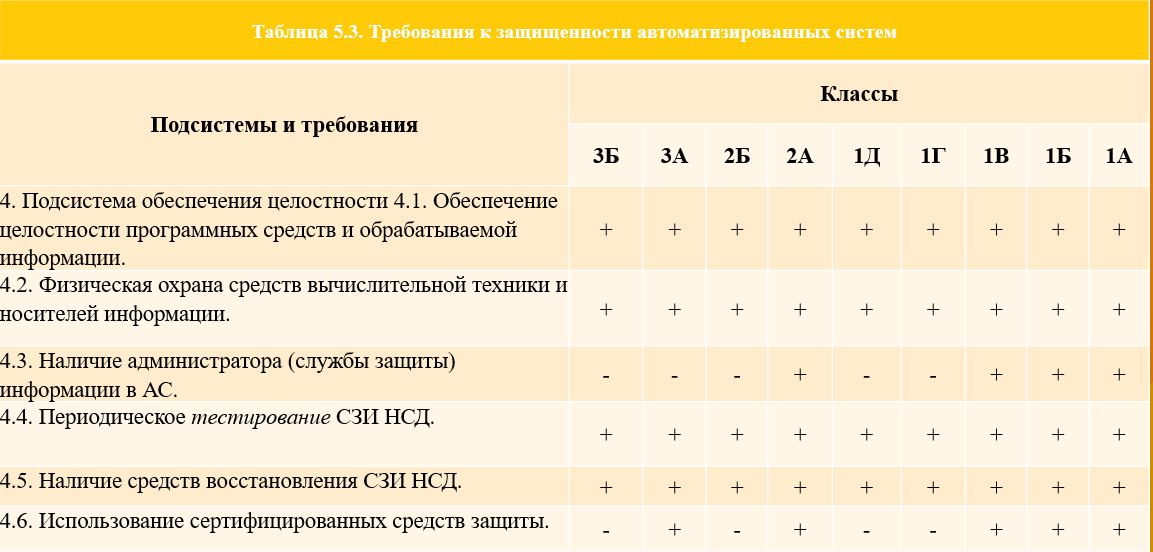 Таблица 5.3. Требования к защищенности автоматизированных систем
Подсистемы и требования
Классы
3Б 3А 2Б 2А 1Д 1Г 1В 1Б 1А
4. Подсистема обеспечения целостности 4.1. Обеспечение
целостности программных средств и обрабатываемой
информации.
+ + + + + + + + +
4.2. Физическая охрана средств вычислительной техники и
носителей информации.
+ + + + + + + + +
4.3. Наличие администратора (службы защиты)
информации в АС.
- - - + - - + + +
4.4. Периодическое тестирование СЗИ НСД.
+ + + + + + + + +
4.5. Наличие средств восстановления СЗИ НСД.
+ + + + + + + + +
4.6. Использование сертифицированных средств защиты.
- + - + - - + + +